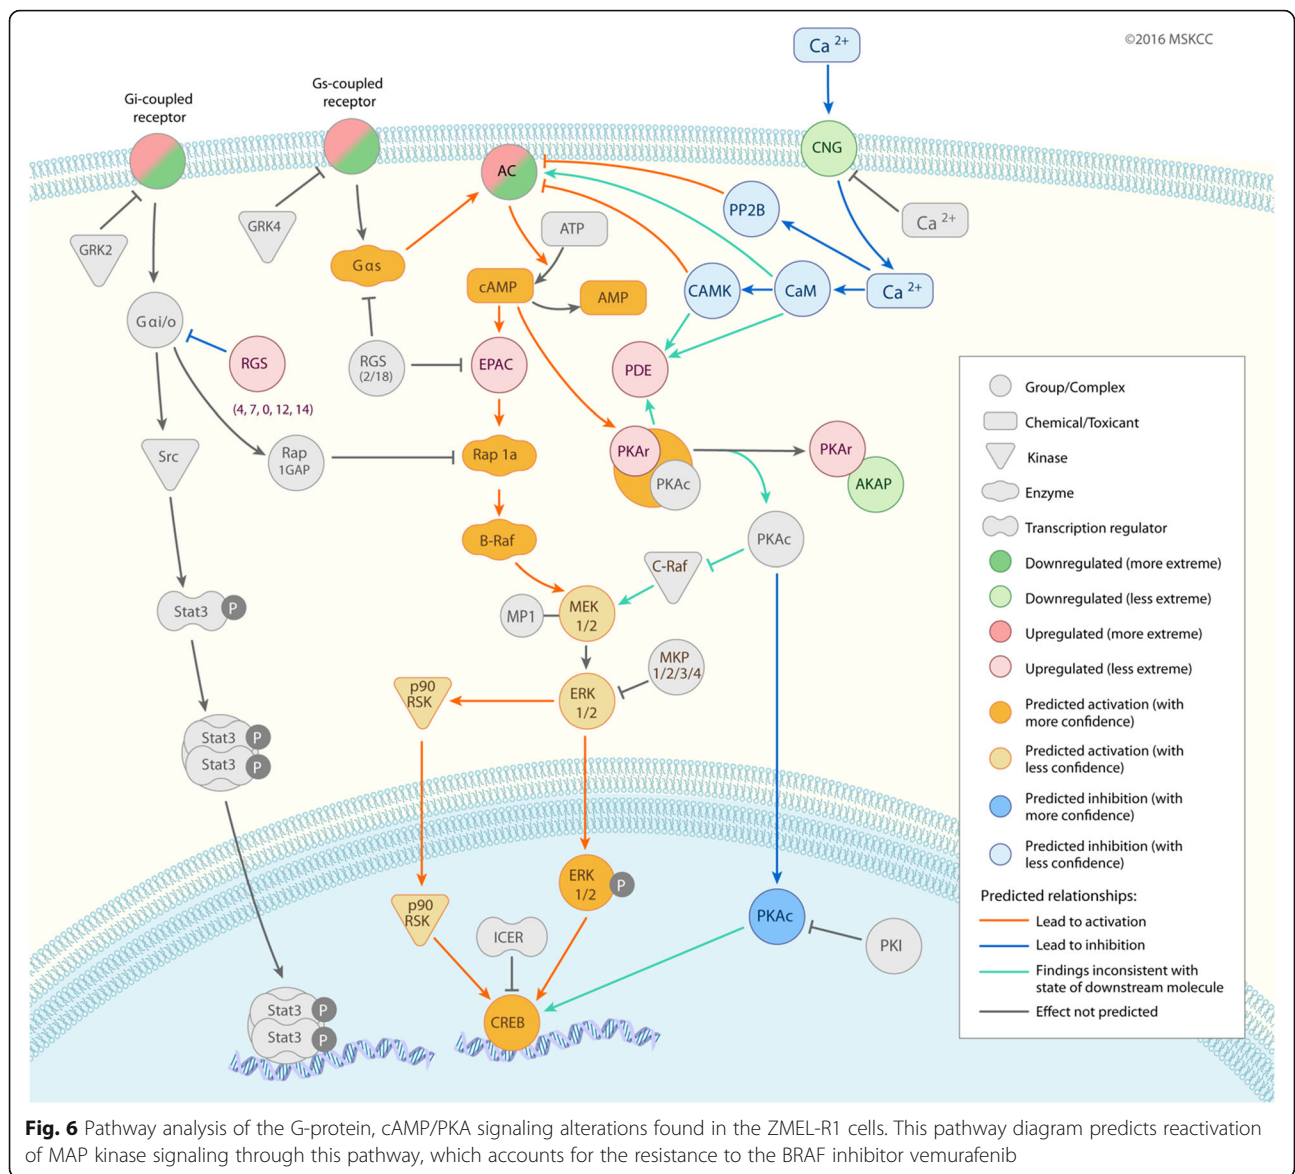 ©2016 MSKCC
Ca 2+
Gs-coupled
receptor
Gi-coupled
receptor
CNG
AC
PP2B
Ca 2+
GRK4
GRK2
ATP
Gαs
cAMP
AMP
CAMK
CaM
Ca 2+
Gαi/o
RGS
RGS
(2/18)
EPAC
PDE
(4, 7, 0, 12, 14)
Src
Rap
1GAP
Rap 1a
PKAr
PKAc
PKAr
AKAP
B-Raf
PKAc
C-Raf
Stat3
P
MP1
MEK
1/2
MKP
1/2/3/4
p90
RSK
ERK
1/2
Stat3
P
Stat3
P
ERK
1/2
P
p90
RSK
ICER
PKAc
PKI
Stat3
P
Stat3
P
CREB
Group/Complex
Chemical/Toxicant
Kinase
Enzyme
Transcription regulator
Downregulated (more extreme)
Downregulated (less extreme)
Upregulated (more extreme)
Upregulated (less extreme)
Predicted activation (with
more confidence)
Predicted activation (with
less confidence)
Predicted inhibition (with
more confidence)
Predicted inhibition (with
less confidence)
Predicted relationships:
Lead to activation
Lead to inhibition
Findings inconsistent with
state of downstream molecule
Effect not predicted
Fig. 6 Pathway analysis of the G-protein, cAMP/PKA signaling alterations found in the ZMEL-R1 cells. This pathway diagram predicts reactivation
of MAP kinase signaling through this pathway, which accounts for the resistance to the BRAF inhibitor vemurafenib